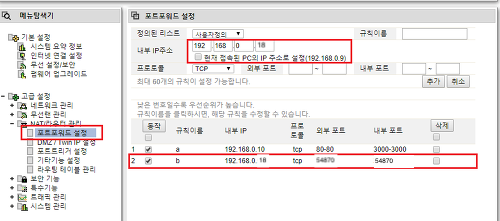 메뉴탐색기
기본 설정
시스템 요약 정보
인터넷 연결 설정
무선 설정/보안
펌웨어 업그레이드
고급 설정
네트워크 관리
무선랜 관리
NAT/라우터 관리
포트포워드 설정
DMZ / Twin IP 설정
포트트리거 설정
기타기능 설정
라우팅 테이블 관리
보안 기능
특수기능
트래픽 관리
시스템 관리
포트포워드 설정
정의된 리스트 사용자정의 규칙이름
내부 IP주소 192 168 0 18
현재 접속된 PC의 IP 주소로 설정(192.168.0.9)
프로토콜 TCP 외부 포트 ~ 내부 포트 ~
최대 60개의 규칙이 설정 가능합니다. 추가 취소
낮은 번호일수록 우선순위가 높습니다.
규칙이름을 클릭하시면, 해당 규칙을 수정할 수 있습니다.
동작 규칙이름 내부 IP 프로토콜 외부 포트 내부 포트 삭제
1 a 192.168.0.10 tcp 80-80 3000-3000
2 b 192.168.0. 18 tcp 54870 54870